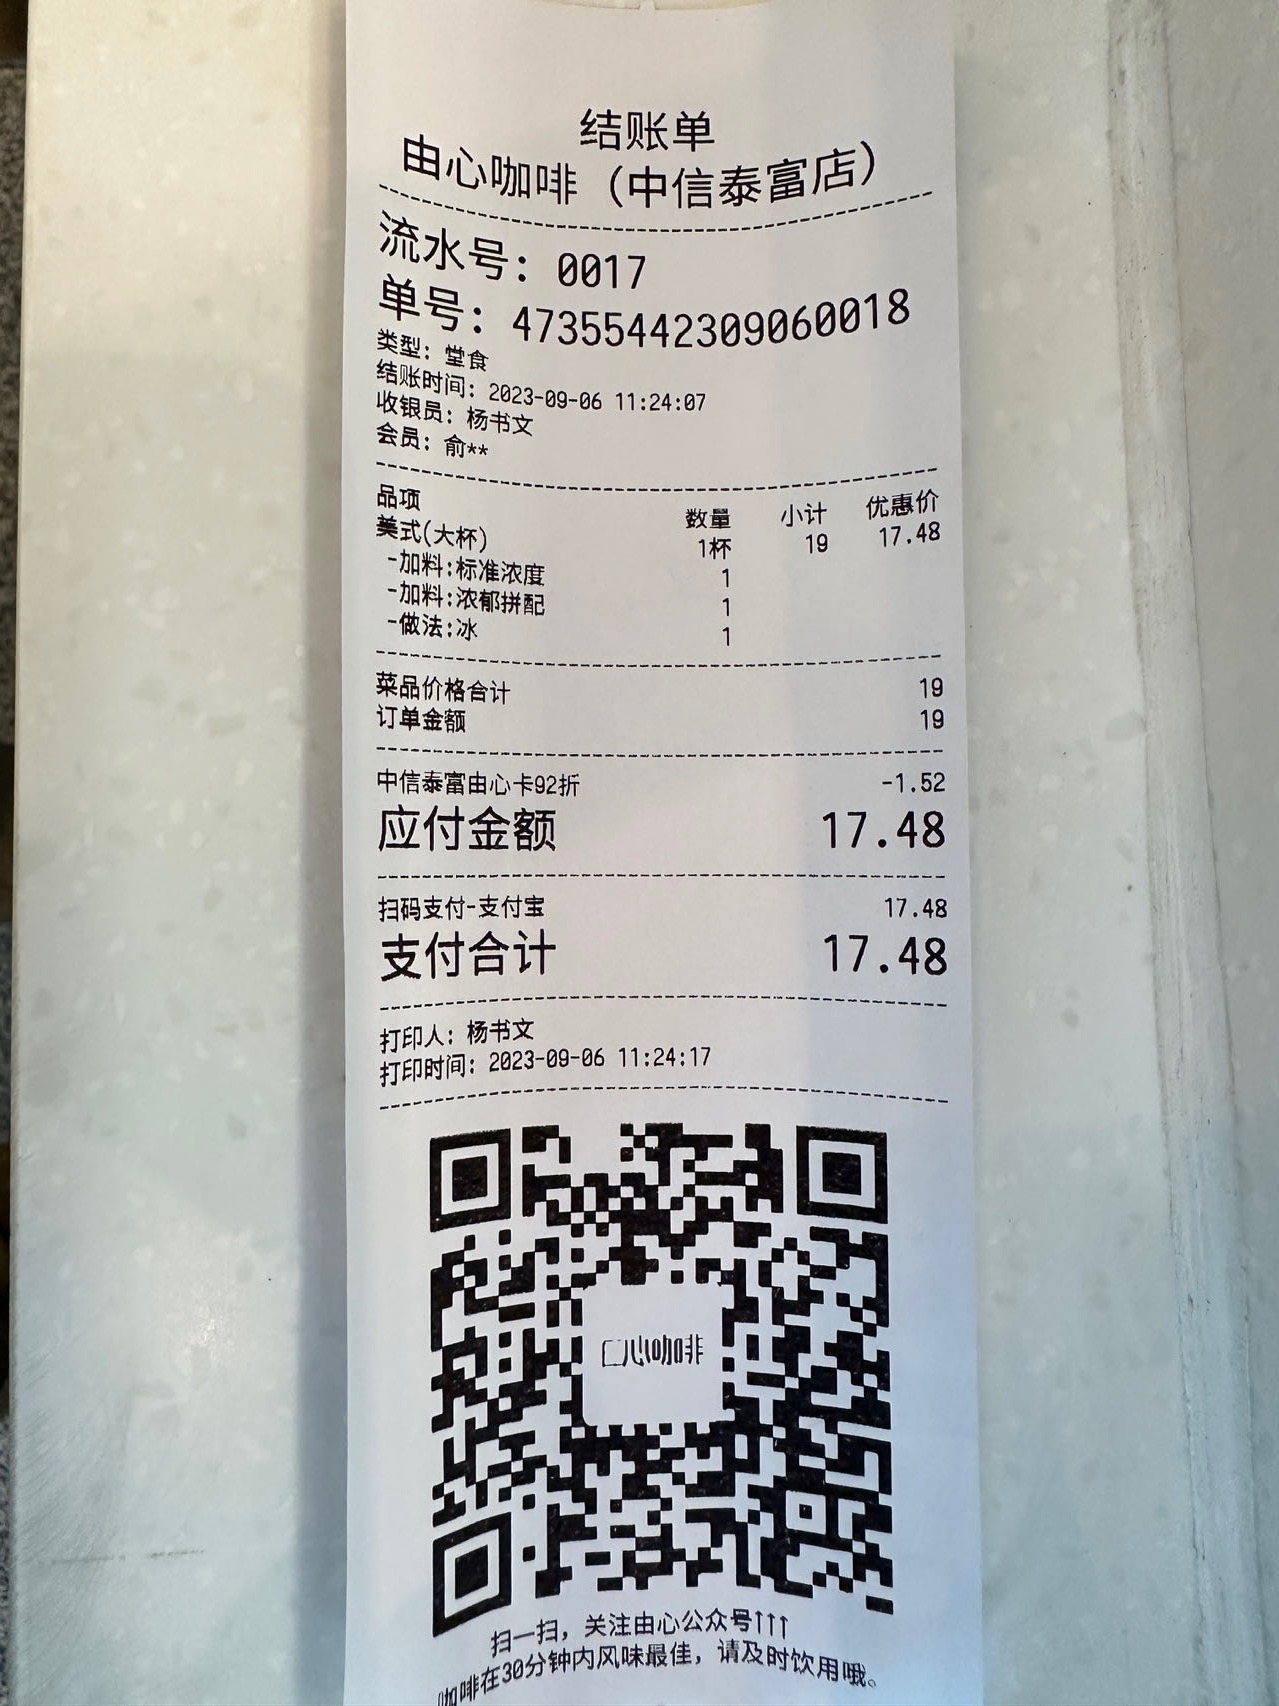 结账单
由心咖啡（中信泰富店）
流水号：0017
单号：47355442309060018
类型：堂食
结账时间：2023-09-06 11:24:07
收银员：杨书文
会员：俞**
品项 数量 小计 优惠价
美式(大杯) 1杯 19 17.48
-加料:标准浓度 1
-加料:浓郁拼配 1
-做法:冰 1
菜品价格合计 19
订单金额 19
中信泰富由心卡92折 -1.52
应付金额 17.48
扫码支付-支付宝 17.48
支付合计 17.48
打印人：杨书文
打印时间：2023-09-06 11:24:17
心咖啡
扫一扫，关注由心公众号↑↑↑
咖啡在30分钟内风味最佳，请及时饮用哦。